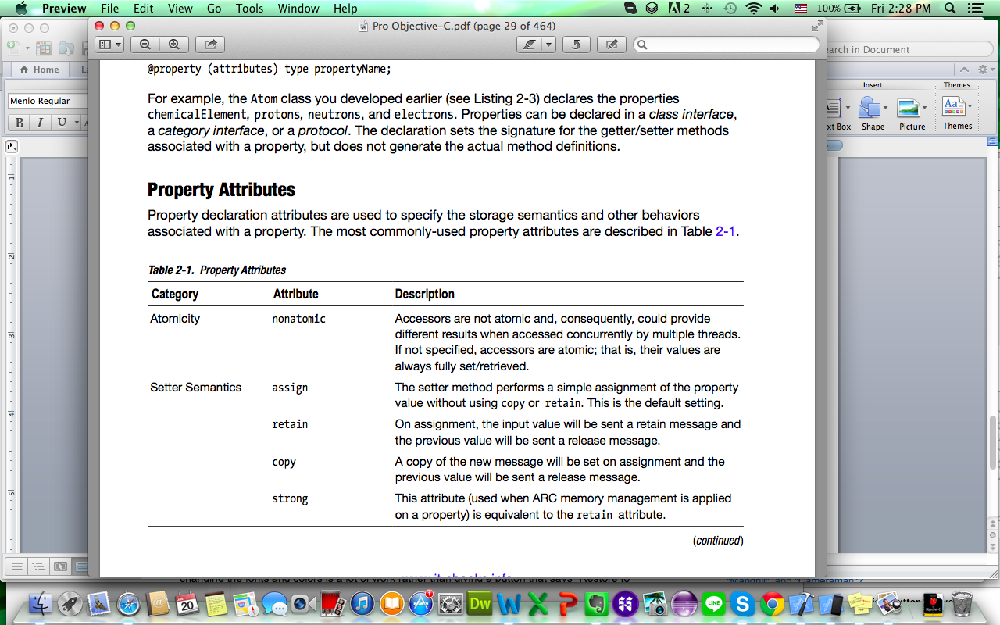 Preview File Edit View Go Tools Window Help 2 100% Fri 2:28 PM
Pro Objective-C.pdf (page 29 of 464)
earch in Document
Home
Insert Themes
Menlo Regular
B I U
Aa
xt Box Shape Picture Themes
@property (attributes) type propertyName;
For example, the Atom class you developed earlier (see Listing 2-3) declares the properties
chemicalElement, protons, neutrons, and electrons. Properties can be declared in a class interface,
a category interface, or a protocol. The declaration sets the signature for the getter/setter methods
associated with a property, but does not generate the actual method definitions.
Property Attributes
Property declaration attributes are used to specify the storage semantics and other behaviors
associated with a property. The most commonly-used property attributes are described in Table 2-1.
Table 2-1. Property Attributes
Category Attribute Description
Atomicity nonatomic Accessors are not atomic and, consequently, could provide
different results when accessed concurrently by multiple threads.
If not specified, accessors are atomic; that is, their values are
always fully set/retrieved.
Setter Semantics assign The setter method performs a simple assignment of the property
value without using copy or retain. This is the default setting.
retain On assignment, the input value will be sent a retain message and
the previous value will be sent a release message.
copy A copy of the new message will be set on assignment and the
previous value will be sent a release message.
strong This attribute (used when ARC memory management is applied
on a property) is equivalent to the retain attribute.
(continued)
changing the fonts and colors is a lot of work rather than giving a button that says "Restore to
"Mandril" and "Cameraman"?
JUN
20
1
Dw
LINE
Objective-C